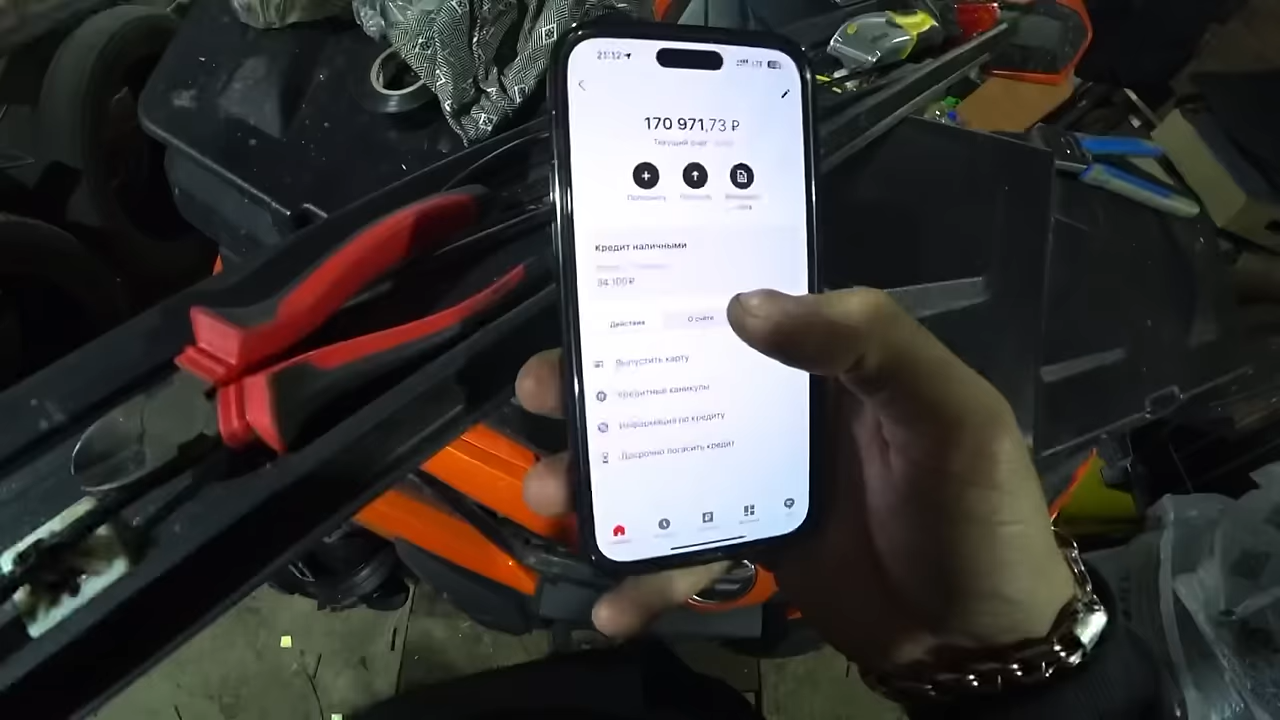 21:12
170 971,73 ₽
Текущий счёт
Пополнить
Кредит наличными
34 100 ₽
Действия
О счёте
Выпустить карту
Кредитные каникулы
Информация по кредиту
Досрочно погасить кредит